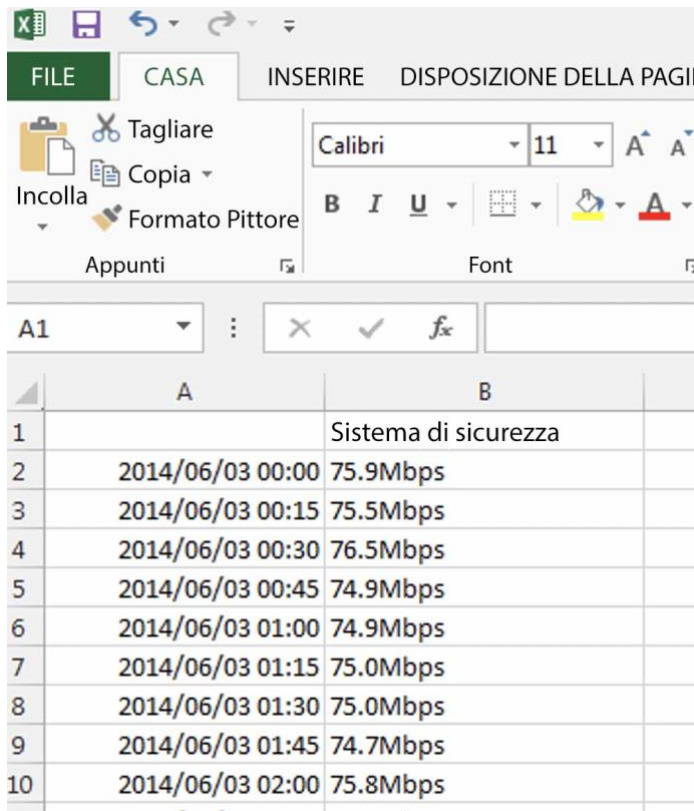 FILE CASA INSERIRE DISPOSIZIONE DELLA PAGI
Tagliare
Copia
Incolla
Formato Pittore
Calibri 11 A A
B I U A
Appunti Font
A1 fx
A B
1 Sistema di sicurezza
2 2014/06/03 00:00 75.9Mbps
3 2014/06/03 00:15 75.5Mbps
4 2014/06/03 00:30 76.5Mbps
5 2014/06/03 00:45 74.9Mbps
6 2014/06/03 01:00 74.9Mbps
7 2014/06/03 01:15 75.0Mbps
8 2014/06/03 01:30 75.0Mbps
9 2014/06/03 01:45 74.7Mbps
10 2014/06/03 02:00 75.8Mbps